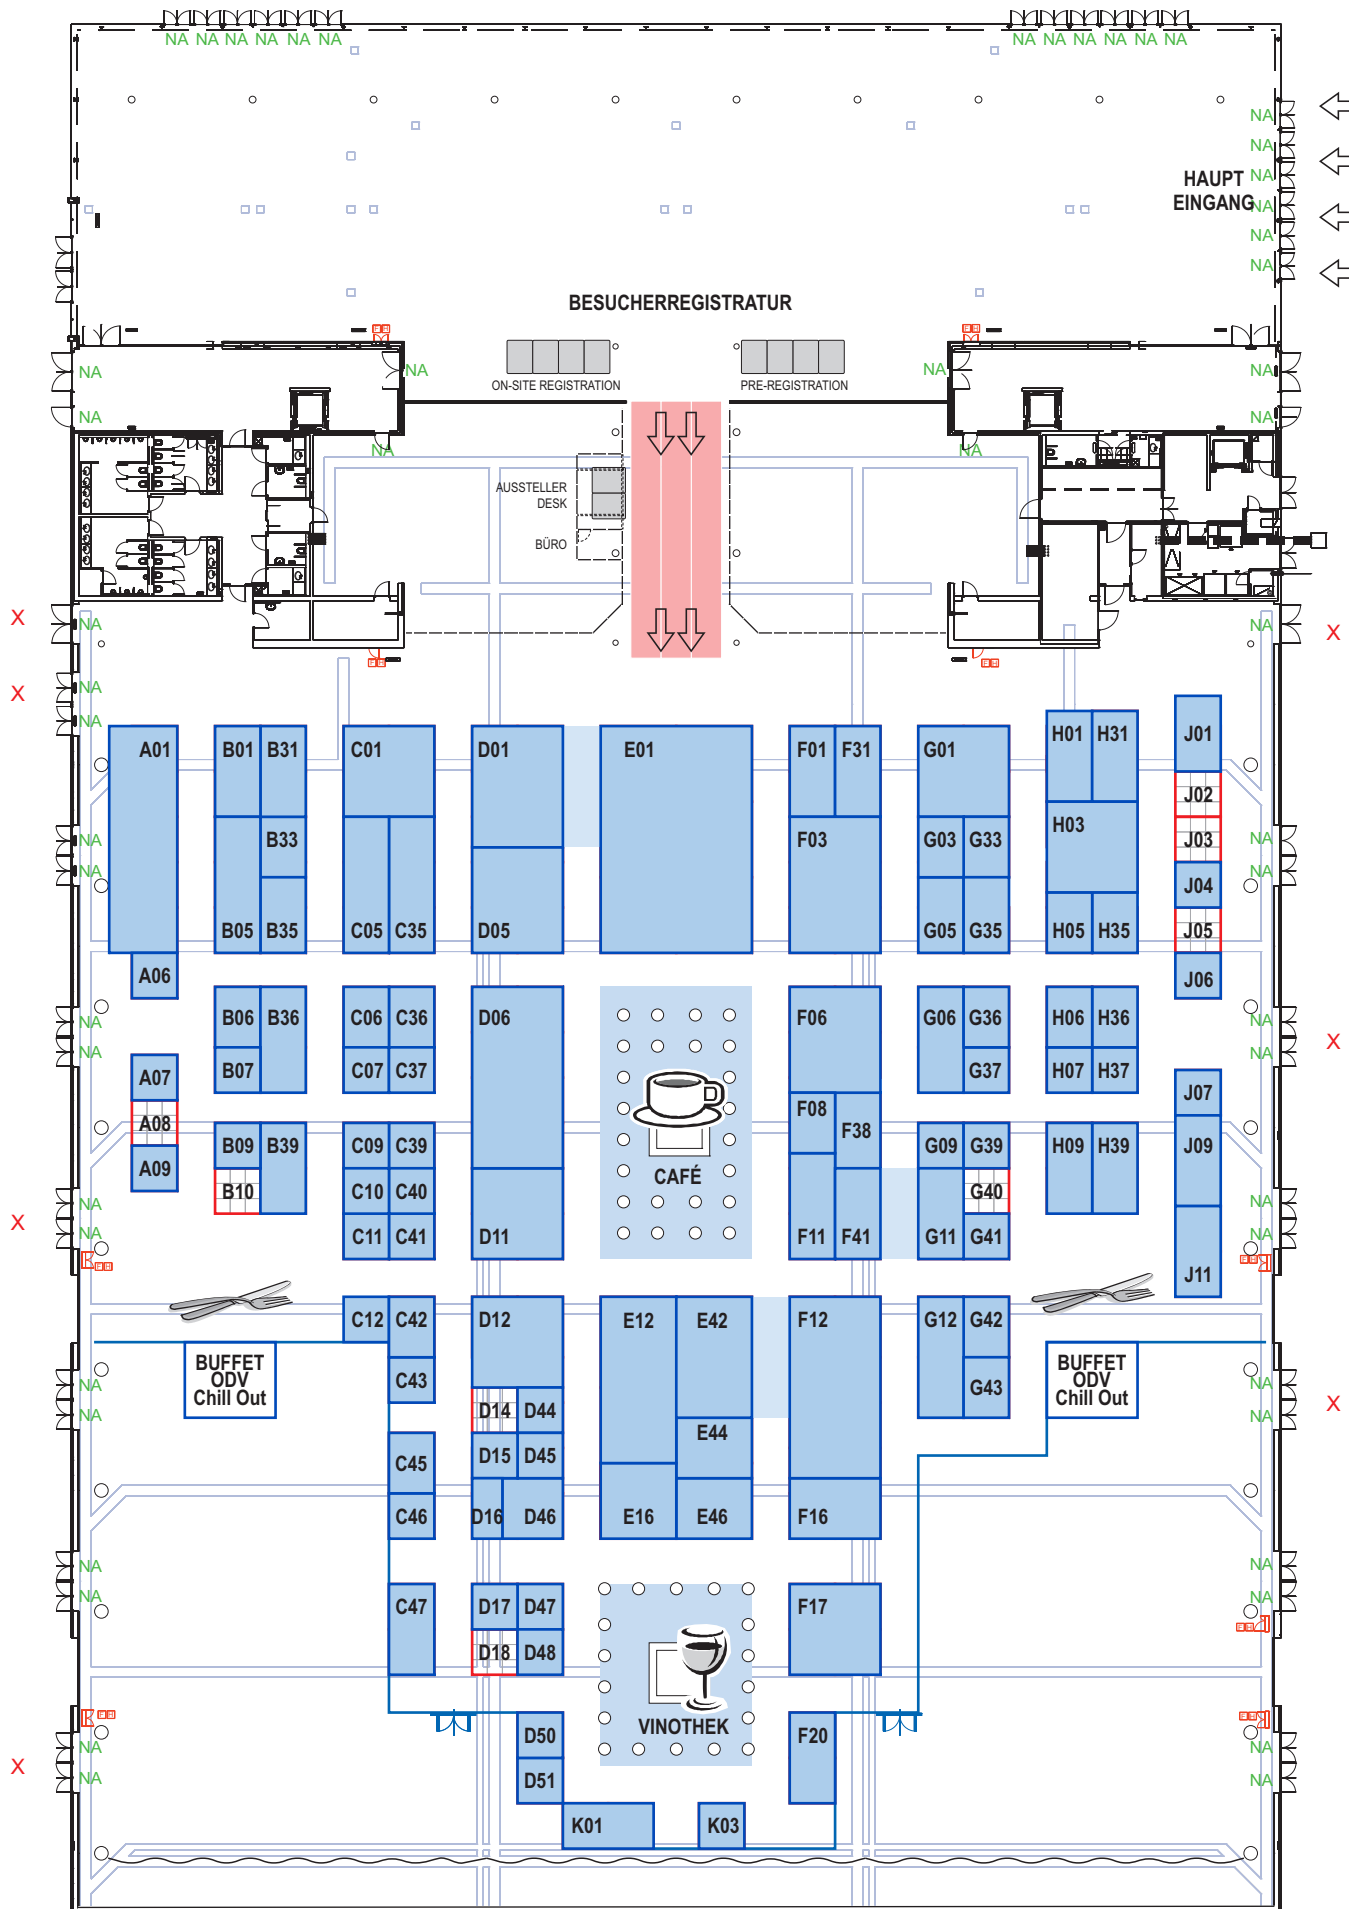 NA NA NA NA NA NA
NA NA NA NA NA NA
NA
NA
NA
NA
NA
NA
HAUPT
EINGANG
BESUCHERREGISTRATUR
ON-SITE REGISTRATION
PRE-REGISTRATION
NA NA NA NA
NA NA
NA NA
AUSSTELLER
DESK
BÜRO
X NA NA X
X NA
NA
A01 B01 B31 C01 D01 E01 F01 F31 G01 H01 H31 J01
J02
B33 F03 G03 G33 H03 J03
NA NA
NA NA
J04
B05 B35 C05 C35 D05 G05 G35 H05 H35 J05
A06 J06
B06 B36 C06 C36 D06 F06 G06 G36 H06 H36
NA NA X
NA NA
A07 B07 C07 C37 G37 H07 H37 J07
F08
A08 B09 B39 C09 C39 F38 G09 G39 H09 H39 J09
A09
CAFÉ
B10 C10 C40 G40
NA NA
X NA NA
C11 C41 D11 F11 F41 G11 G41 J11
FH FH
C12 C42 D12 E12 E42 F12 G12 G42
BUFFET
ODV
Chill Out
BUFFET
ODV
Chill Out
C43 G43
NA NA
NA NA X
D14 D44 E44
C45 D15 D45
C46 D16 D46 E16 E46 F16
NA NA
NA NA
C47 D17 D47 F17
FH
D18 D48
VINOTHEK
FH FH
D50 F20
NA NA
X NA NA
D51
K01 K03